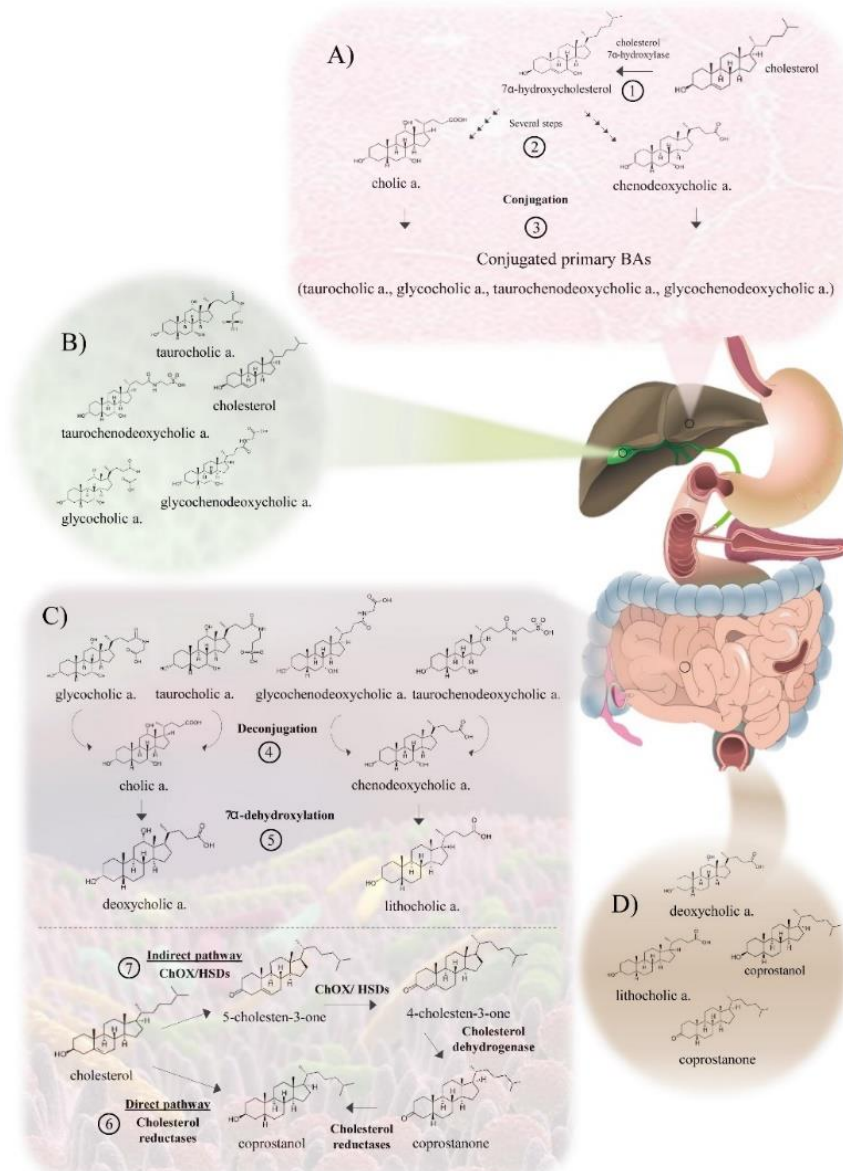 A)
cholesterol
7α-hydroxylase
cholesterol
7α-hydroxycholesterol
1
Several steps
2
cholic a.
chenodeoxycholic a.
Conjugation
3
Conjugated primary BAs
(taurocholic a., glycocholic a., taurochenodeoxycholic a., glycochenodeoxycholic a.)
B)
taurocholic a.
cholesterol
taurochenodeoxycholic a.
glycochenodeoxycholic a.
glycocholic a.
C)
glycocholic a.
taurocholic a.
glycochenodeoxycholic a.
taurochenodeoxycholic a.
Deconjugation
4
cholic a.
chenodeoxycholic a.
7α-dehydroxylation
5
deoxycholic a.
lithocholic a.
7
Indirect pathway
ChOX/HSDs
ChOX/ HSDs
5-cholesten-3-one
4-cholesten-3-one
Cholesterol
dehydrogenase
cholesterol
6
Direct pathway
Cholesterol
reductases
coprostanol
Cholesterol
reductases
coprostanone
D)
deoxycholic a.
lithocholic a.
coprostanol
coprostanone